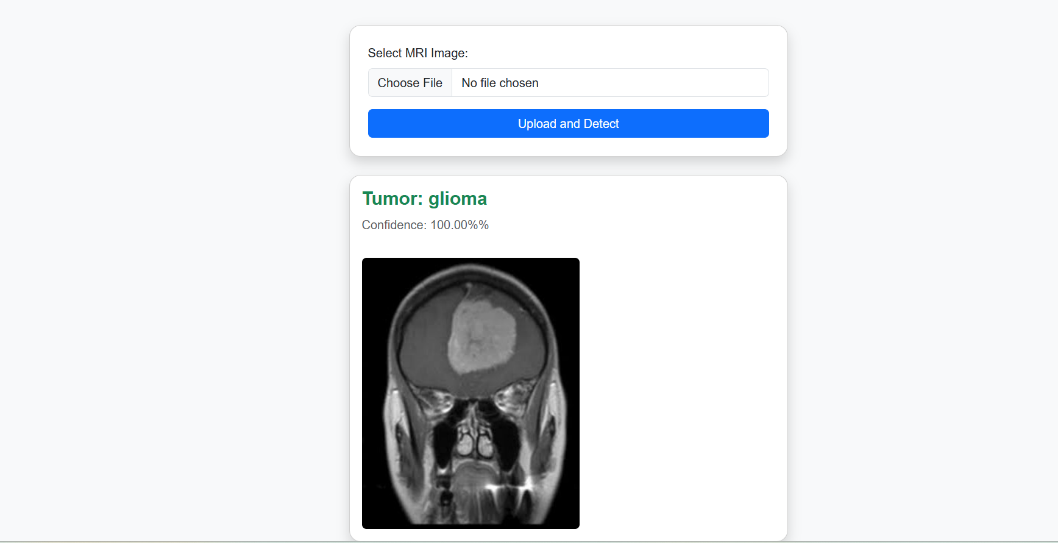 Select MRI Image:
Choose File No file chosen
Upload and Detect
Tumor: glioma
Confidence: 100.00%%